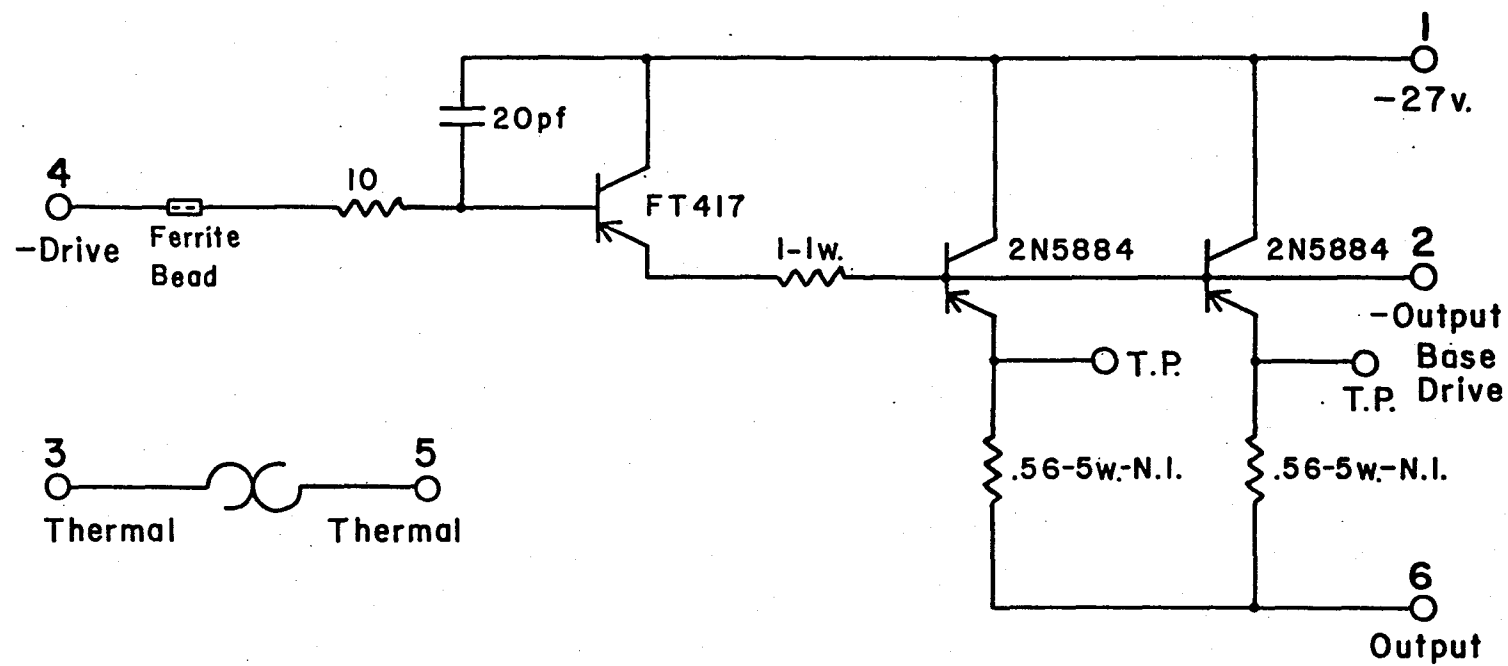 1
-27v.
20pf
4
10
-Drive
Ferrite
Bead
FT417
1-1w.
2N5884
2N5884
2
-Output
Base
Drive
T.P.
T.P.
3
5
Thermal
Thermal
.56-5w.-N.I.
.56-5w.-N.I.
6
Output